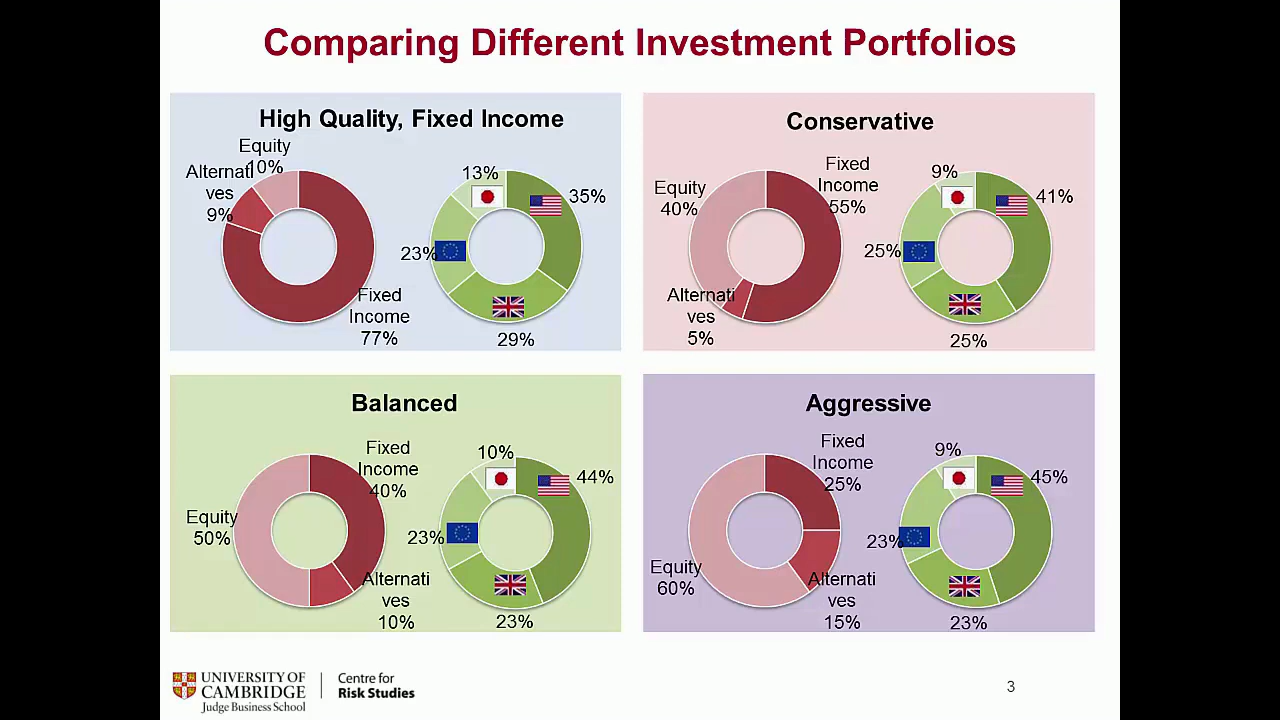 Comparing Different Investment Portfolios
High Quality, Fixed Income
Equity
10%
Alternati
ves
9%
Fixed
Income
77%
13%
35%
23%
29%
Conservative
Equity
40%
Fixed
Income
55%
Alternati
ves
5%
9%
41%
25%
25%
Balanced
Fixed
Income
40%
Equity
50%
Alternati
ves
10%
10%
44%
23%
23%
Aggressive
Fixed
Income
25%
Equity
60%
Alternati
ves
15%
9%
45%
23%
23%
UNIVERSITY OF
CAMBRIDGE
Judge Business School
Centre for
Risk Studies
3